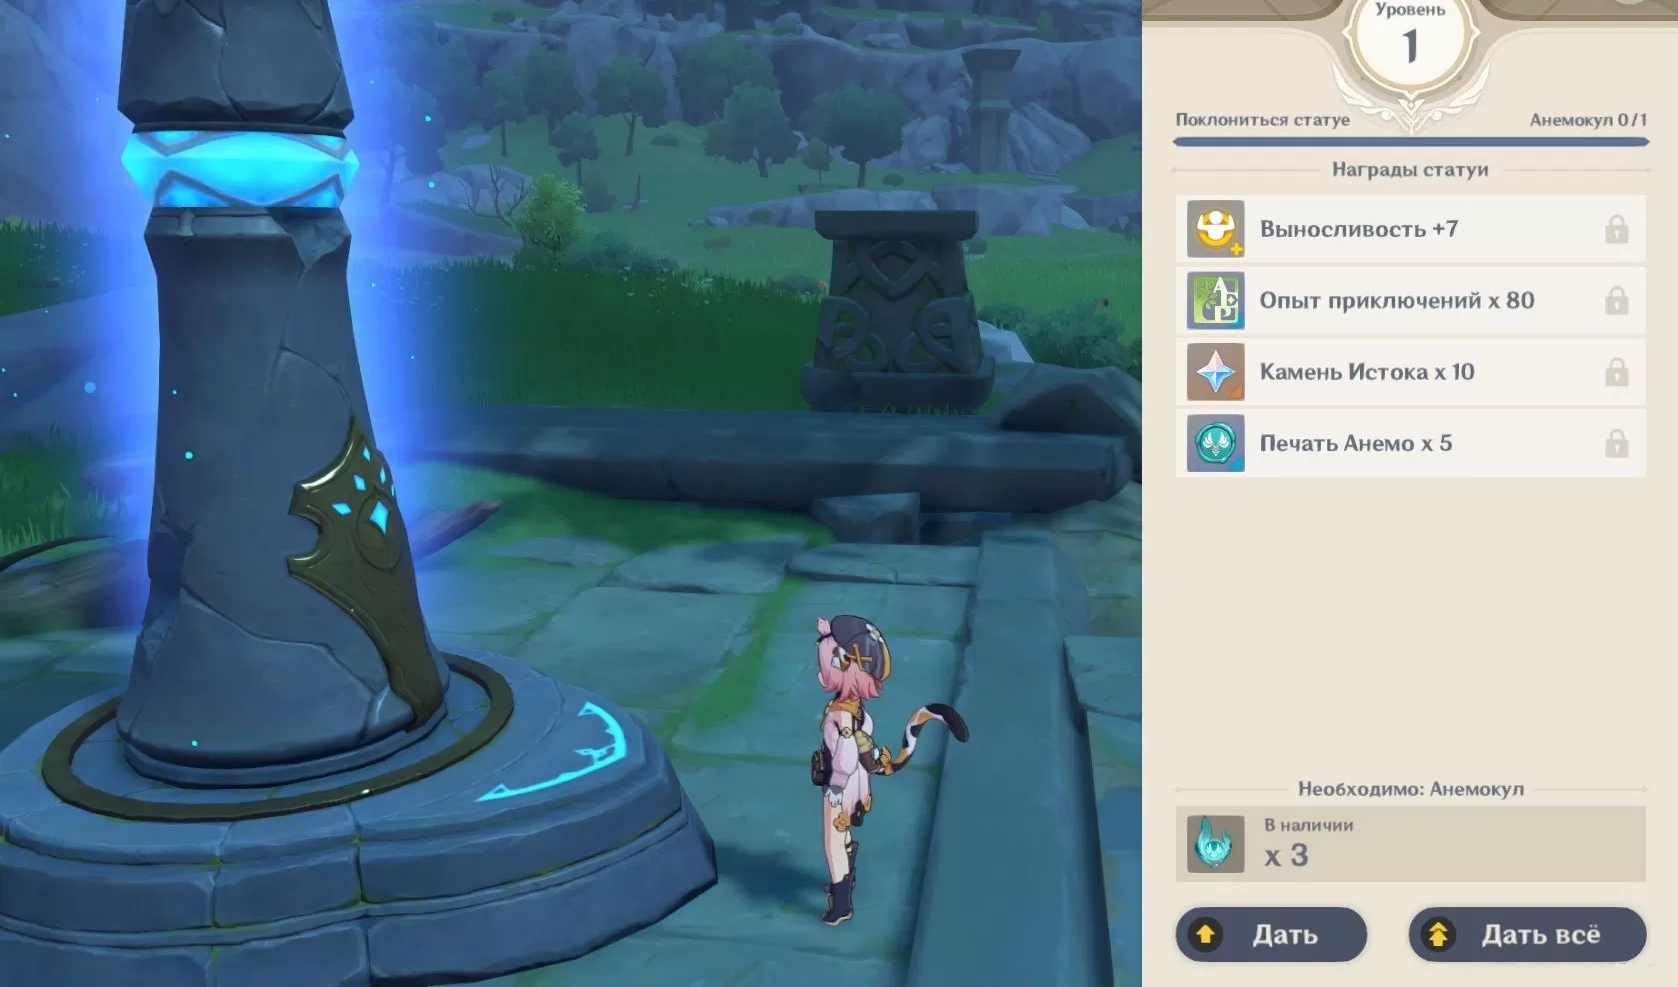 Уровень
1
Поклониться статуе
Анемокул 0/1
Награды статуи
Выносливость +7
Опыт приключений x 80
Камень Истока x 10
Печать Анемо x 5
Необходимо: Анемокул
В наличии
x 3
Дать
Дать всё